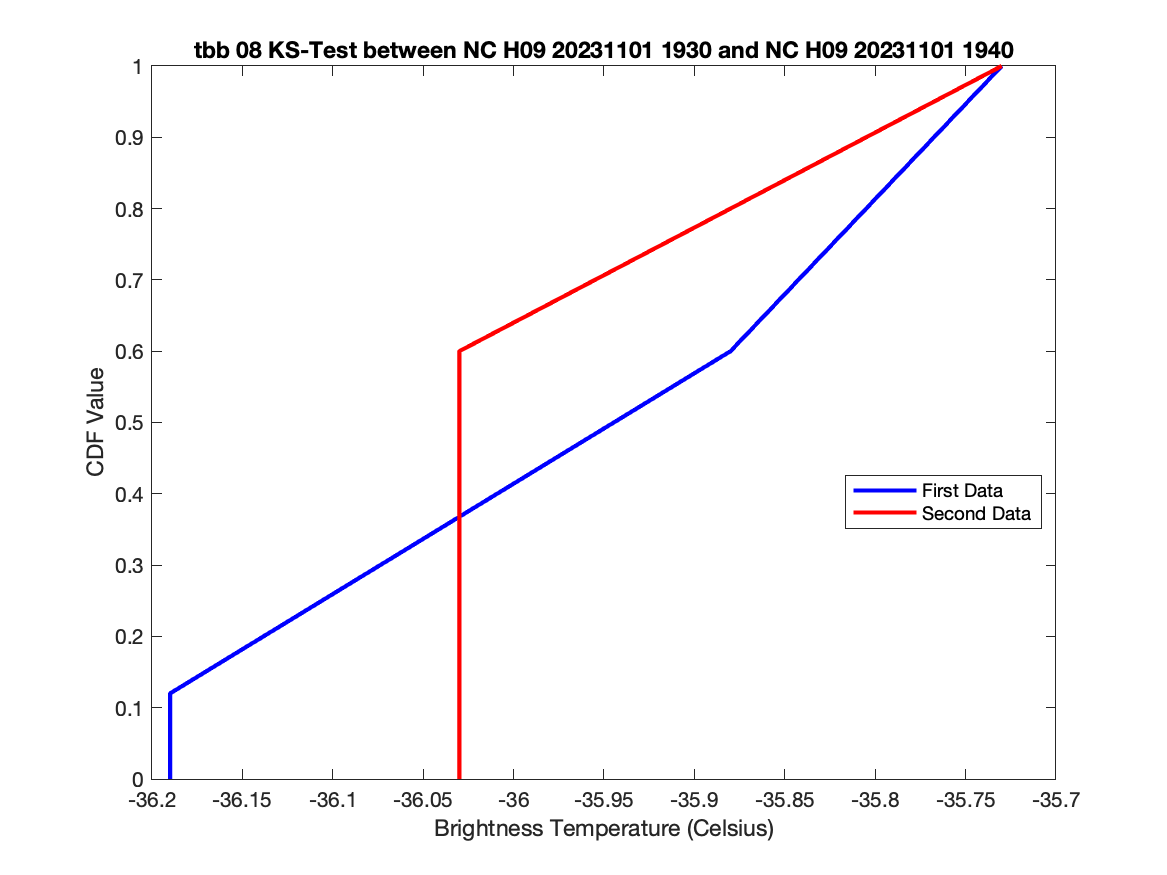 tbb 08 KS-Test between NC H09 20231101 1930 and NC H09 20231101 1940
1
0.9
0.8
0.7
0.6
0.5
0.4
0.3
0.2
0.1
0
CDF Value
First Data
Second Data
-36.2 -36.15 -36.1 -36.05 -36 -35.95 -35.9 -35.85 -35.8 -35.75 -35.7
Brightness Temperature (Celsius)